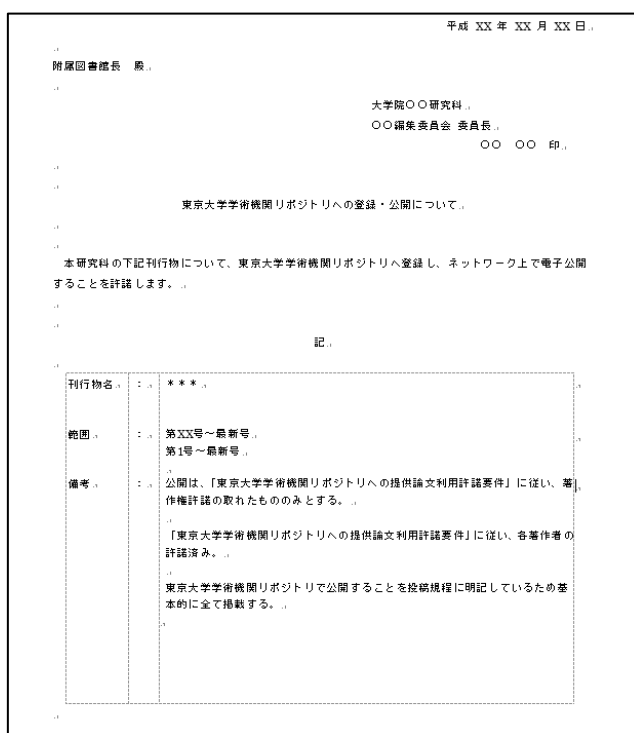 平成 XX 年 XX 月 XX 日
附属図書館長 殿
大学院〇〇研究科
〇〇編集委員会 委員長
〇〇 〇〇 印
東京大学学術機関リポジトリへの登録・公開について
本研究科の下記刊行物について、東京大学学術機関リポジトリへ登録し、ネットワーク上で電子公開
することを許諾します。
記
刊行物名 : ***
範囲 : 第XX号～最新号
第1号～最新号
備考 : 公開は、「東京大学学術機関リポジトリへの提供論文利用許諾要件」に従い、著
作権許諾の取れたもののみとする。
「東京大学学術機関リポジトリへの提供論文利用許諾要件」に従い、各著作者の
許諾済み。
東京大学学術機関リポジトリで公開することを投稿規程に明記しているため基
本的に全て掲載する。